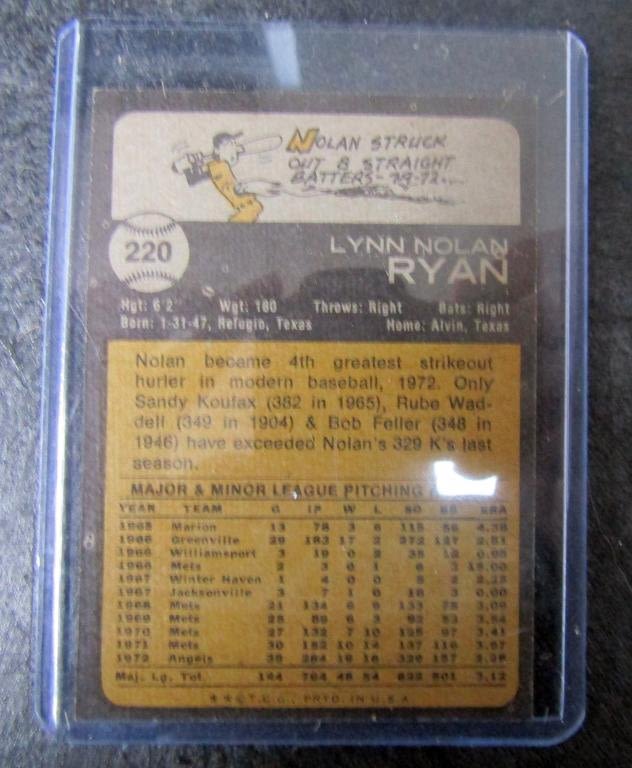 NOLAN STRUCK
OUT 8 STRAIGHT
BATTERS
220
LYNN NOLAN
RYAN
Hgt: 6'2" Wgt: 180 Throws: Right Bats: Right
Born: 1-31-47, Refugio, Texas Home: Alvin, Texas
Nolan became 4th greatest strikeout
hurler in modern baseball, 1972. Only
Sandy Koufax (382 in 1965), Rube Wad-
dell (349 in 1904) & Bob Feller (348 in
1946) have exceeded Nolan's 329 K's last
season.
MAJOR & MINOR LEAGUE PITCHING
YEAR TEAM G IP W L SO BB ERA
1965 Marion 13 78 3 6 115 56 4.38
1966 Greenville 29 183 17 2 272 127 2.51
1966 Williamsport 3 19 0 2 35 12 0.95
1966 Mets 2 3 0 1 6 3 15.00
1967 Winter Haven 1 4 0 0 5 2 2.25
1967 Jacksonville 3 7 1 0 18 3 0.00
1968 Mets 21 134 6 9 133 75 3.09
1969 Mets 25 89 6 3 92 53 3.54
1970 Mets 27 132 7 10 125 97 3.41
1971 Mets 30 152 10 14 137 116 3.97
1972 Angels 39 284 19 16 329 157 2.28
Maj. Lg. Tot. 144 794 48 54 822 501 3.12
**© T.C.G., PRTD. IN U.S.A.